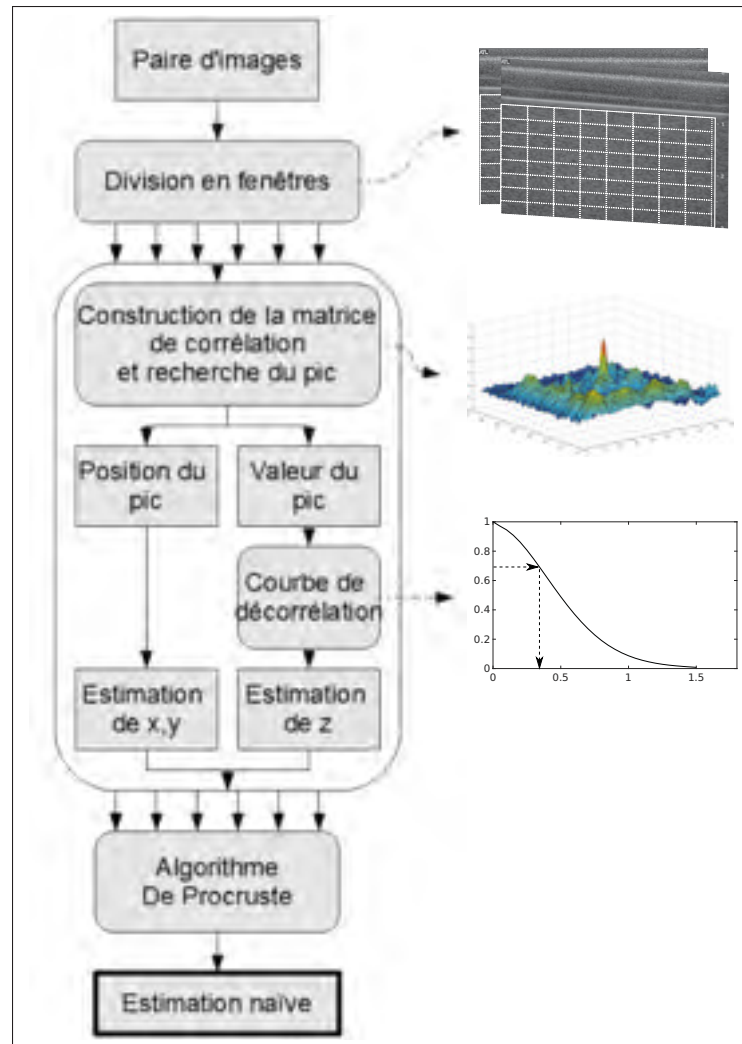 Paire d'images
Division en fenêtres
Construction de la matrice
de corrélation
et recherche du pic
Position du
pic
Valeur du
pic
Courbe de
décorrélation
Estimation
de x,y
Estimation
de z
Algorithme
De Procruste
Estimation naïve
1
0.8
0.6
0.4
0.2
0
0
0.5
1
1.5